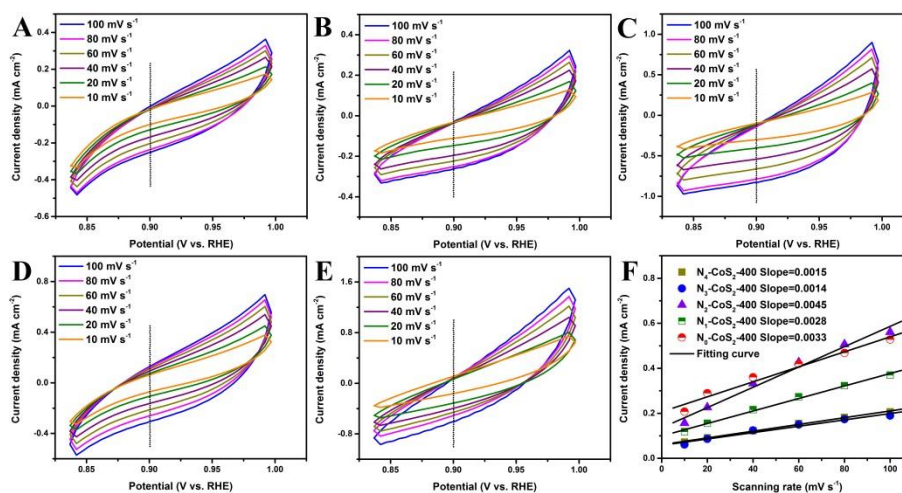 A
100 mV s⁻¹
80 mV s⁻¹
60 mV s⁻¹
40 mV s⁻¹
20 mV s⁻¹
10 mV s⁻¹
Current density (mA cm⁻²)
0.4
0.2
0.0
-0.2
-0.4
-0.6
0.85
0.90
0.95
1.00
Potential (V vs. RHE)
B
100 mV s⁻¹
80 mV s⁻¹
60 mV s⁻¹
40 mV s⁻¹
20 mV s⁻¹
10 mV s⁻¹
Current density (mA cm⁻²)
0.4
0.2
0.0
-0.2
-0.4
-0.6
0.85
0.90
0.95
1.00
Potential (V vs. RHE)
C
100 mV s⁻¹
80 mV s⁻¹
60 mV s⁻¹
40 mV s⁻¹
20 mV s⁻¹
10 mV s⁻¹
Current density (mA cm⁻²)
1.0
0.5
0.0
-0.5
-1.0
0.85
0.90
0.95
1.00
Potential (V vs. RHE)
D
100 mV s⁻¹
80 mV s⁻¹
60 mV s⁻¹
40 mV s⁻¹
20 mV s⁻¹
10 mV s⁻¹
Current density (mA cm⁻²)
0.8
0.4
0.0
-0.4
0.85
0.90
0.95
1.00
Potential (V vs. RHE)
E
100 mV s⁻¹
80 mV s⁻¹
60 mV s⁻¹
40 mV s⁻¹
20 mV s⁻¹
10 mV s⁻¹
Current density (mA cm⁻²)
1.6
0.8
0.0
-0.8
0.85
0.90
0.95
1.00
Potential (V vs. RHE)
F
N₄-CoS₂-400 Slope=0.0015
N₃-CoS₂-400 Slope=0.0014
N₂-CoS₂-400 Slope=0.0045
N₁-CoS₂-400 Slope=0.0028
N₀-CoS₂-400 Slope=0.0033
Fitting curve
Current density (mA cm⁻²)
0.8
0.6
0.4
0.2
0.0
0
20
40
60
80
100
Scanning rate (mV s⁻¹)